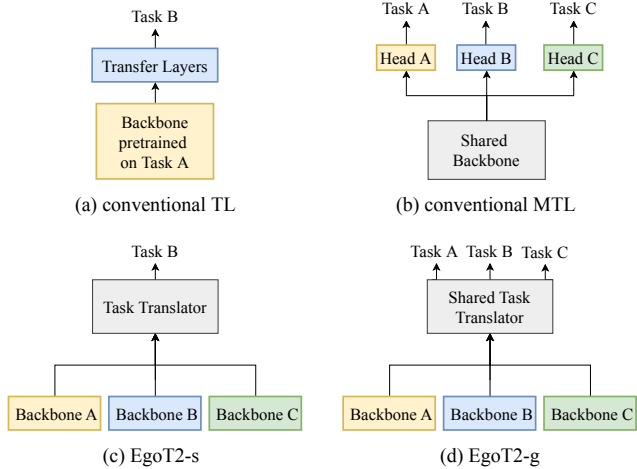 Task B
Transfer Layers
Backbone
pretrained
on Task A
(a) conventional TL
Task A
Task B
Task C
Head A
Head B
Head C
Shared
Backbone
(b) conventional MTL
Task B
Task Translator
Backbone A
Backbone B
Backbone C
(c) EgoT2-s
Task A
Task B
Task C
Shared Task
Translator
Backbone A
Backbone B
Backbone C
(d) EgoT2-g